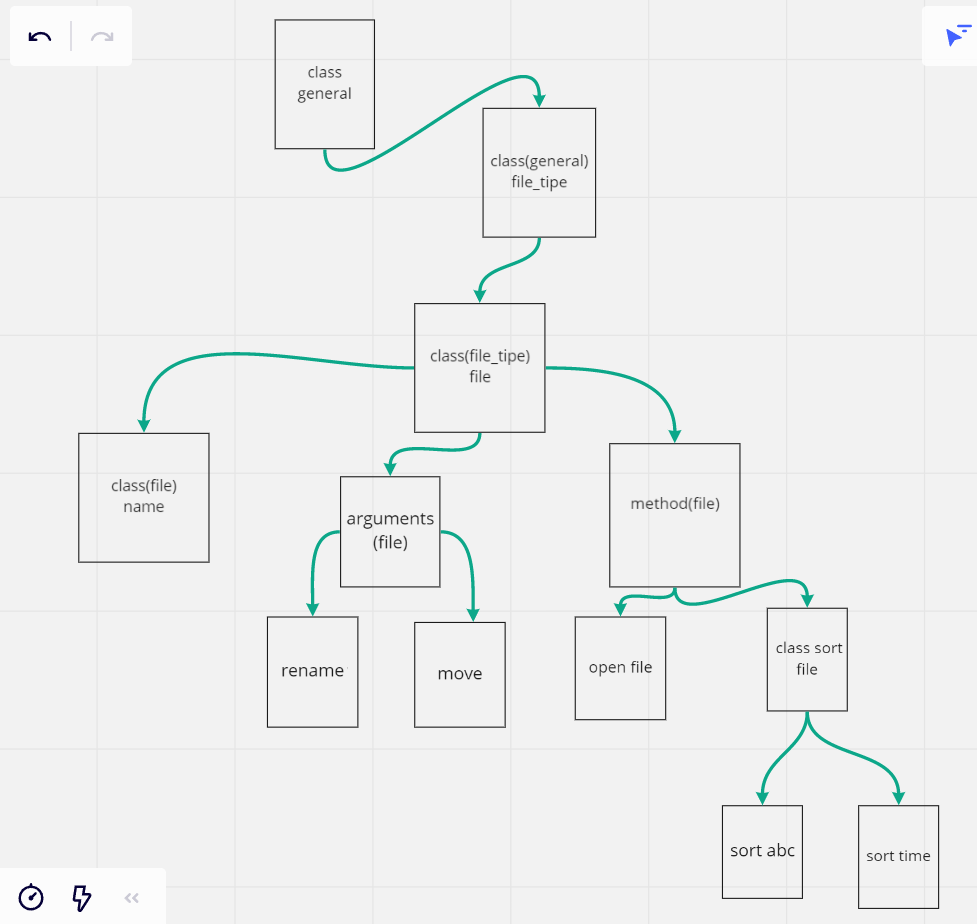 class
general
class(general)
file_tipe
class(file_tipe)
file
class(file)
name
arguments
(file)
method(file)
rename
move
open file
class sort
file
sort abc
sort time